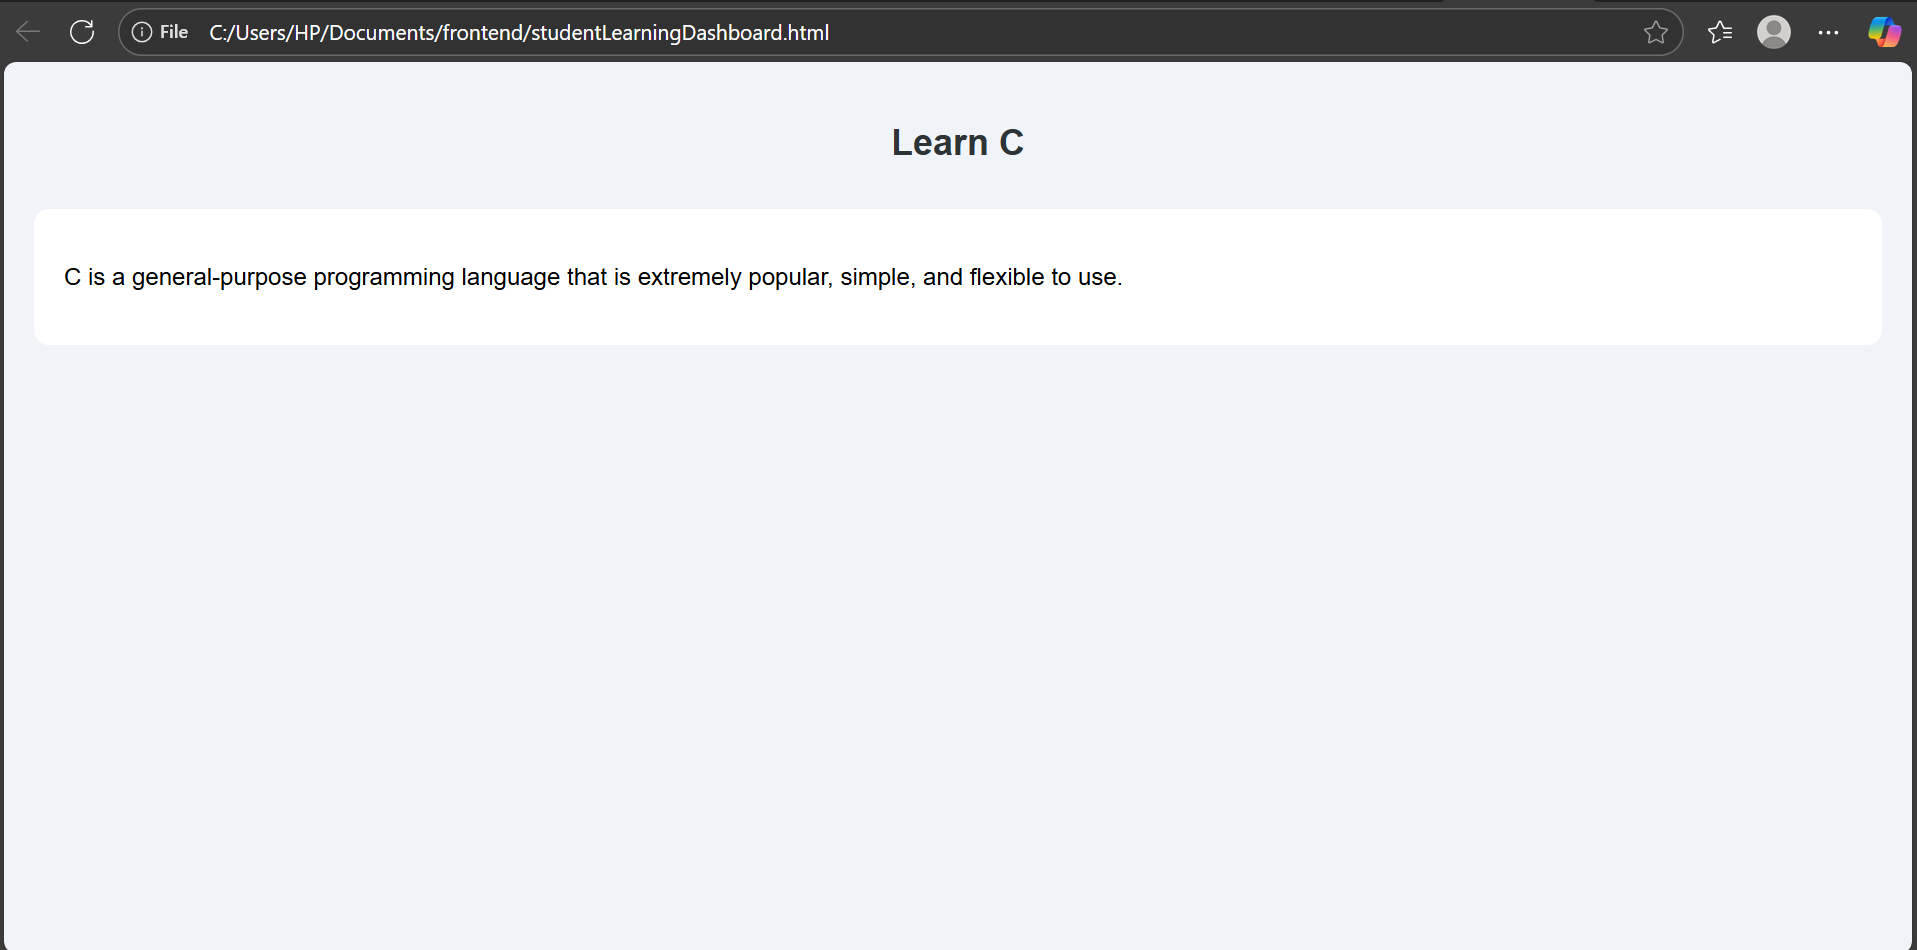 File C:/Users/HP/Documents/frontend/studentLearningDashboard.html
Learn C
C is a general-purpose programming language that is extremely popular, simple, and flexible to use.